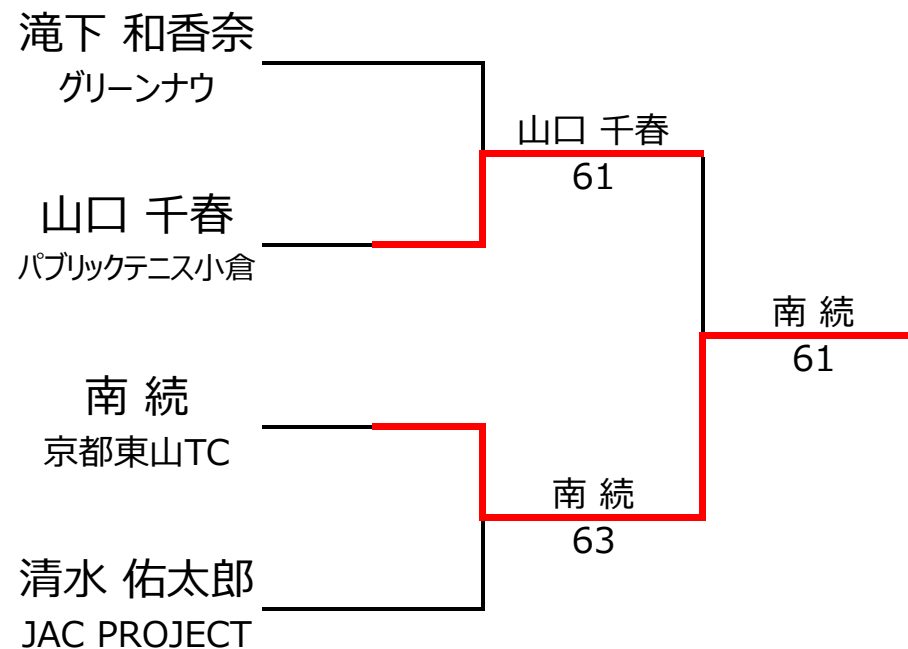 滝下 和香奈
グリーンナウ
山口 千春
61
山口 千春
パブリックテニス小倉
南 続
61
南 続
京都東山TC
南 続
63
清水 佑太郎
JAC PROJECT